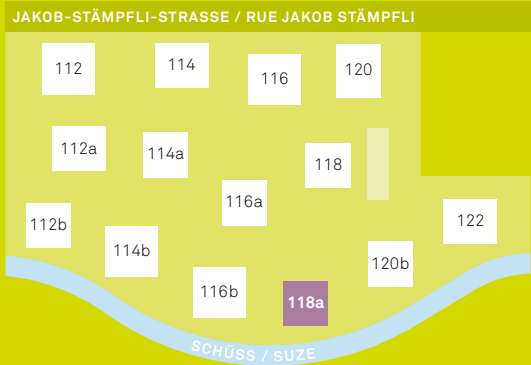 JAKOB-STÄMPFLI-STRASSE / RUE JAKOB STÄMPFLI
112
114
116
120
112a
114a
118
116a
112b
114b
122
120b
116b
118a
SCHÜSS / SUZE